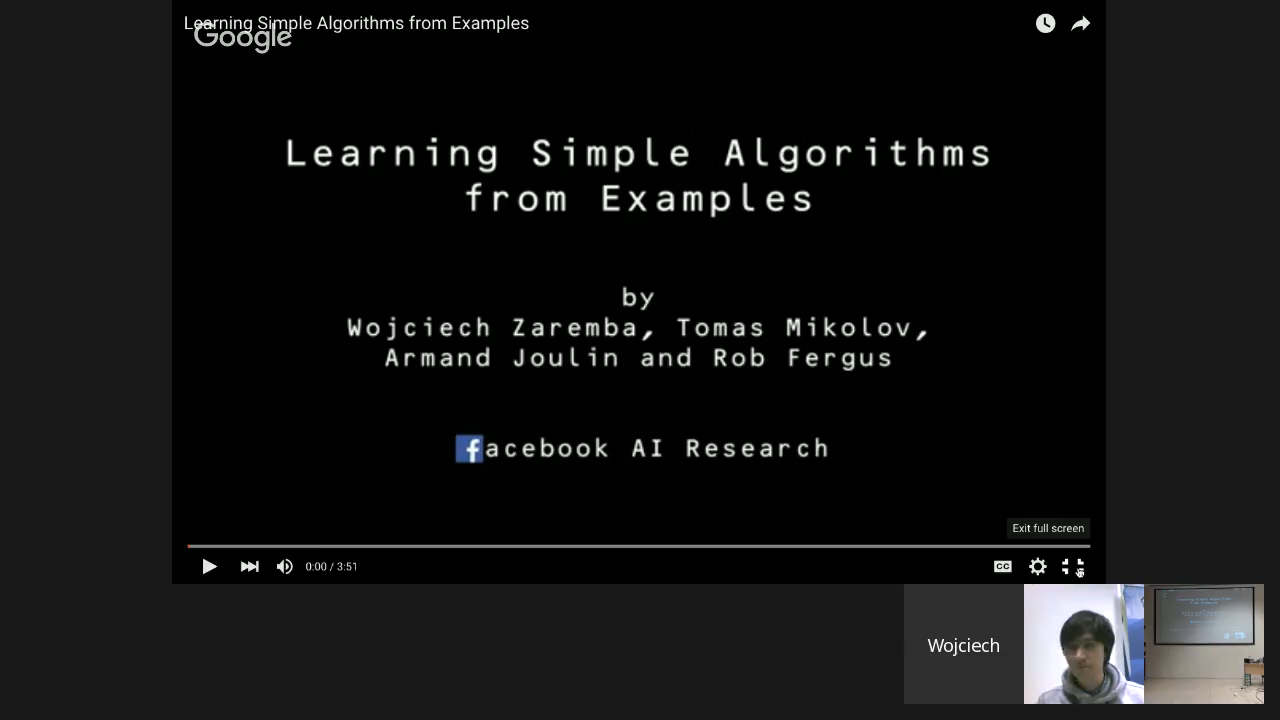 Learning Simple Algorithms from Examples
Google
Learning Simple Algorithms
from Examples
by
Wojciech Zaremba, Tomas Mikolov,
Armand Joulin and Rob Fergus
facebook AI Research
Exit full screen
0:00 / 3:51
CC
Wojciech